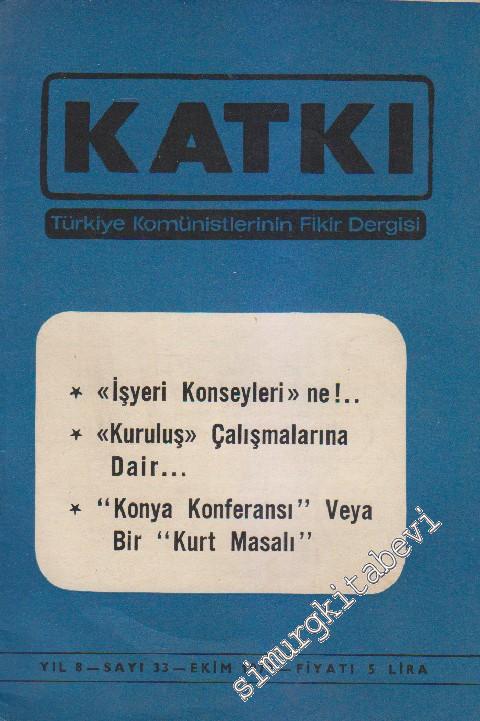 KATKI
Türkiye Komünistlerinin Fikir Dergisi
★ «İşyeri Konseyleri» ne!..
★ «Kuruluş» Çalışmalarına
Dair...
★ "Konya Konferansı" Veya
Bir "Kurt Masalı"
YIL 8 — SAYI 33 — EKİM — FİYATI 5 LİRA
simurgkitabevi